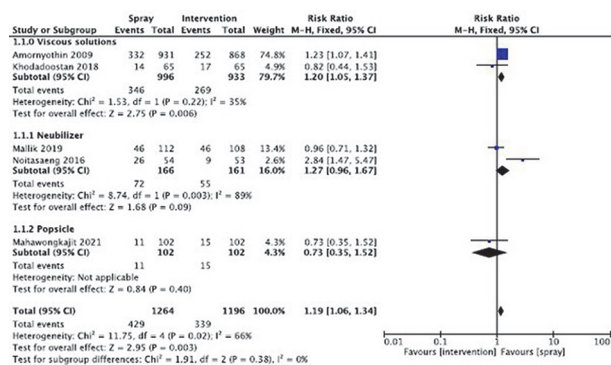 Spray Intervention Risk Ratio Risk Ratio
Study or Subgroup Events Total Events Total Weight M-H, Fixed, 95% CI M-H, Fixed, 95% CI
1.1.0 Viscous solutions
Amornyothin 2009 332 931 252 868 74.8% 1.23 [1.07, 1.41]
Khodadoostan 2018 14 65 17 65 4.9% 0.82 [0.44, 1.53]
Subtotal (95% CI) 996 933 79.7% 1.20 [1.05, 1.37]
Total events 346 269
Heterogeneity: Chi² = 1.53, df = 1 (P = 0.22); I² = 35%
Test for overall effect: Z = 2.75 (P = 0.006)
1.1.1 Neubilizer
Mallik 2019 46 112 46 108 13.4% 0.96 [0.71, 1.32]
Noitasaeng 2016 26 54 9 53 2.6% 2.84 [1.47, 5.47]
Subtotal (95% CI) 166 161 16.0% 1.27 [0.96, 1.67]
Total events 72 55
Heterogeneity: Chi² = 8.74, df = 1 (P = 0.003); I² = 89%
Test for overall effect: Z = 1.68 (P = 0.09)
1.1.2 Popsicle
Mahawongkajit 2021 11 102 15 102 4.3% 0.73 [0.35, 1.52]
Subtotal (95% CI) 102 102 4.3% 0.73 [0.35, 1.52]
Total events 11 15
Heterogeneity: Not applicable
Test for overall effect: Z = 0.84 (P = 0.40)
Total (95% CI) 1264 1196 100.0% 1.19 [1.06, 1.34]
Total events 429 339
Heterogeneity: Chi² = 11.75, df = 4 (P = 0.02); I² = 66%
Test for overall effect: Z = 2.95 (P = 0.003)
Test for subgroup differences: Chi² = 1.91, df = 2 (P = 0.38), I² = 0%
0.01 0.1 1 10 100
Favours [intervention] Favours [spray]